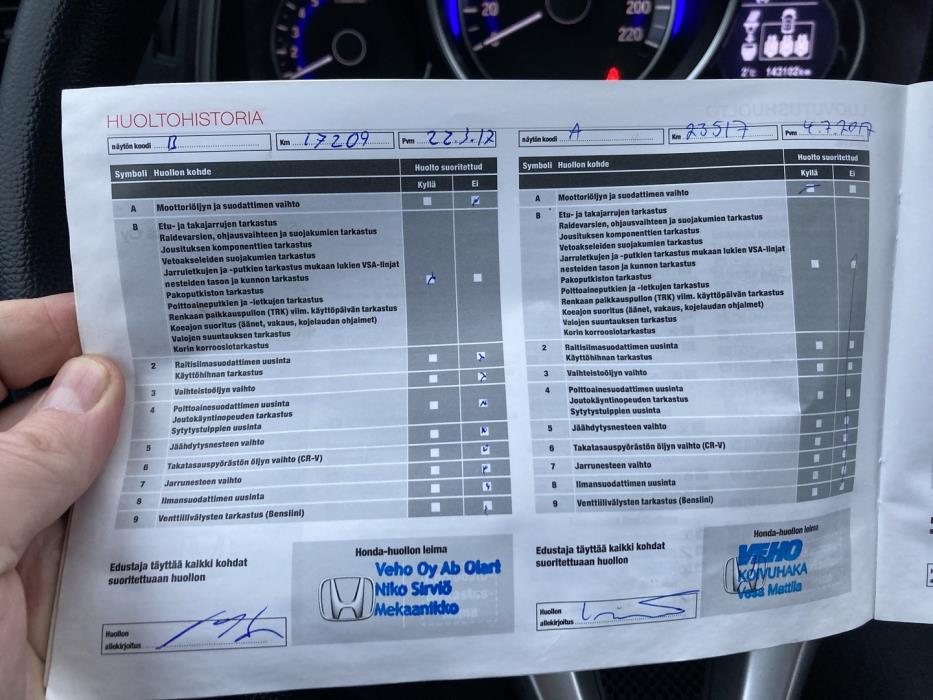 20
200
220
2°C 143102km
HUOLTOHISTORIA
näytön koodi B Km 17209 Pvm 22.3.17
Symboli Huollon kohde Huolto suoritettud
Kyllä Ei
A Moottoriöljyn ja suodattimen vaihto
B Etu- ja takajarrujen tarkastus
Raidevarsien, ohjausvaihteen ja suojakumien tarkastus
Jousituksen komponenttien tarkastus
Vetoakseleiden suojakumien tarkastus
Jarruletkujen ja -putkien tarkastus mukaan lukien VSA-linjat
nesteiden tason ja kunnon tarkastus
Pakoputkiston tarkastus
Polttoaineputkien ja -letkujen tarkastus
Renkaan paikkauspullon (TRK) viim. käyttöpäivän tarkastus
Koeajon suoritus (äänet, vakaus, kojelaudan ohjaimet)
Valojen suuntauksen tarkastus
Korin korroosiotarkastus
2 Raitisilmasuodattimen uusinta
Käyttöhihnan tarkastus
3 Vaihteistoöljyn vaihto
4 Polttoainesuodattimen uusinta
Joutokäyntinopeuden tarkastus
Sytytystulppien uusinta
5 Jäähdytysnesteen vaihto
6 Takatasauspyörästön öljyn vaihto (CR-V)
7 Jarrunesteen vaihto
8 Ilmansuodattimen uusinta
9 Venttiilivälysten tarkastus (Bensiini)
Edustaja täyttää kaikki kohdat
suoritettuaan huollon
Honda-huollon leima
Veho Oy Ab Olari
Niko Sirviö
Mekaanikko
Huollon
allekirjoitus
näytön koodi A Km 23517 Pvm 4.7.2017
Symboli Huollon kohde Huolto suoritettud
Kyllä Ei
A Moottoriöljyn ja suodattimen vaihto
B Etu- ja takajarrujen tarkastus
Raidevarsien, ohjausvaihteen ja suojakumien tarkastus
Jousituksen komponenttien tarkastus
Vetoakseleiden suojakumien tarkastus
Jarruletkujen ja -putkien tarkastus mukaan lukien VSA-linjat
nesteiden tason ja kunnon tarkastus
Pakoputkiston tarkastus
Polttoaineputkien ja -letkujen tarkastus
Renkaan paikkauspullon (TRK) viim. käyttöpäivän tarkastus
Koeajon suoritus (äänet, vakaus, kojelaudan ohjaimet)
Valojen suuntauksen tarkastus
Korin korroosiotarkastus
2 Raitisilmasuodattimen uusinta
Käyttöhihnan tarkastus
3 Vaihteistoöljyn vaihto
4 Polttoainesuodattimen uusinta
Joutokäyntinopeuden tarkastus
Sytytystulppien uusinta
5 Jäähdytysnesteen vaihto
6 Takatasauspyörästön öljyn vaihto (CR-V)
7 Jarrunesteen vaihto
8 Ilmansuodattimen uusinta
9 Venttiilivälysten tarkastus (Bensiini)
Edustaja täyttää kaikki kohdat
suoritettuaan huollon
Honda-huollon leima
VEHO
KOIVUHAKA
Vesa Mattila
Huollon
allekirjoitus